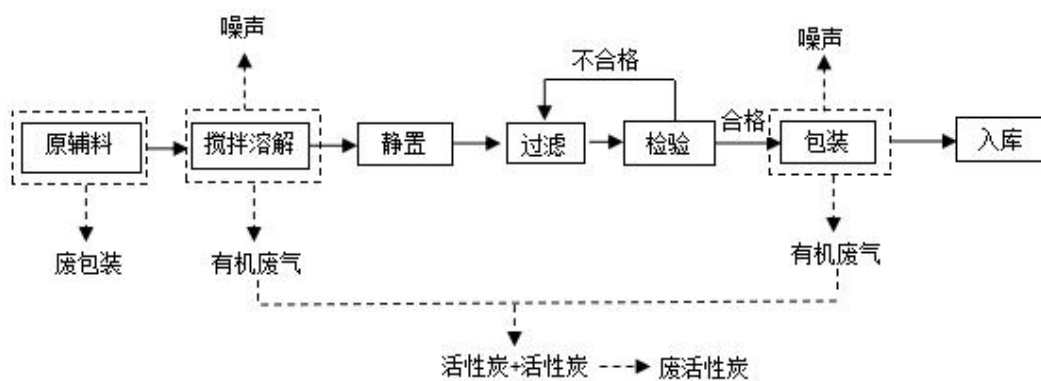 噪声
噪声
不合格
原辅料
搅拌溶解
静置
过滤
检验
合格
包装
入库
废包装
有机废气
有机废气
活性炭+活性炭
废活性炭